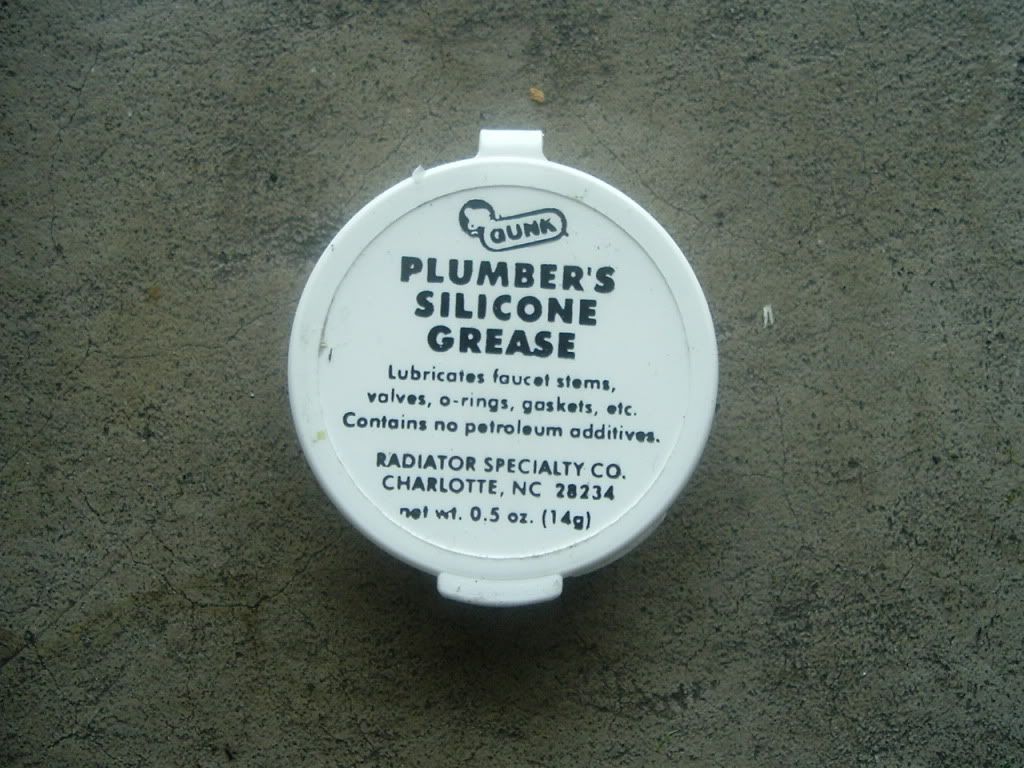 GUNK
PLUMBER'S
SILICONE
GREASE
Lubricates faucet stems,
valves, o-rings, gaskets, etc.
Contains no petroleum additives.
RADIATOR SPECIALTY CO.
CHARLOTTE, NC 28234
net wt. 0.5 oz. (14g)